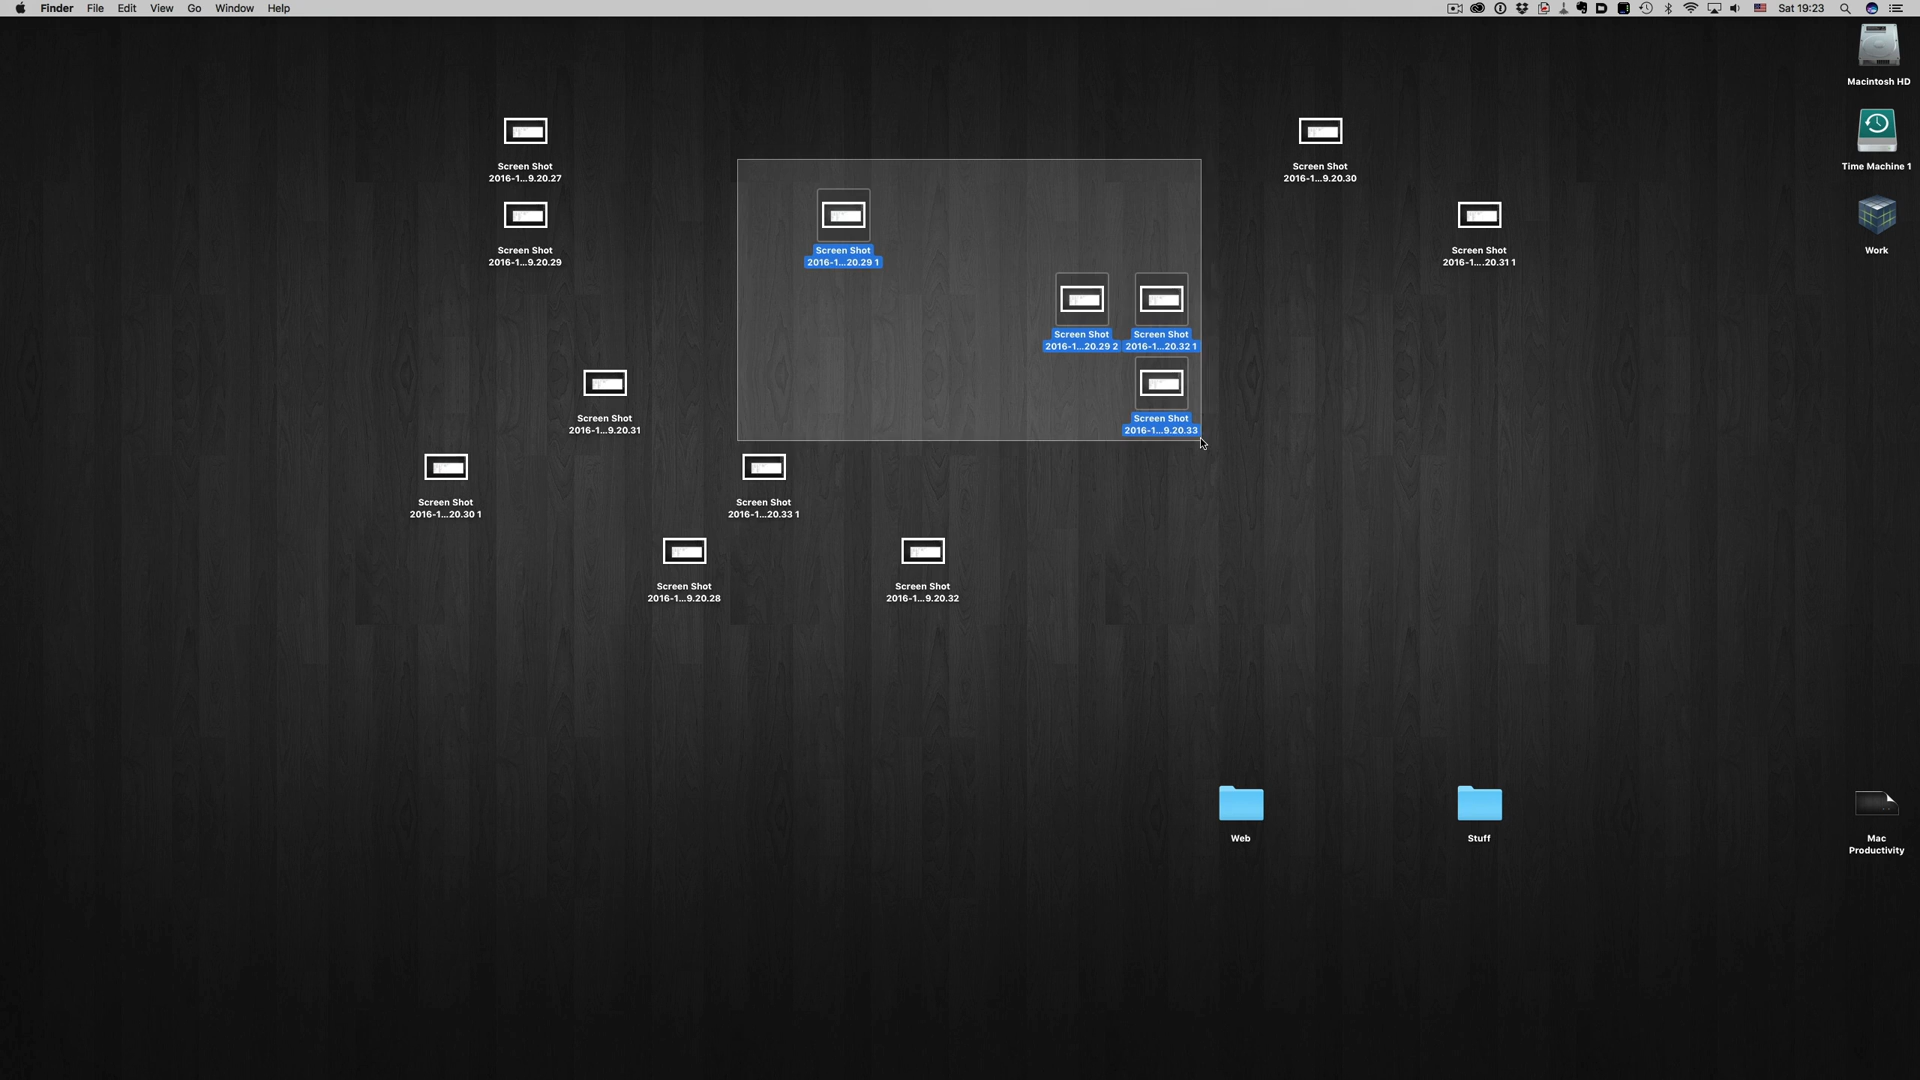 Finder File Edit View Go Window Help
Sat 19:23
Macintosh HD
Time Machine 1
Work
Screen Shot
2016-1...9.20.27
Screen Shot
2016-1...9.20.30
Screen Shot
2016-1...9.20.29
Screen Shot
2016-1...20.29 1
Screen Shot
2016-1....20.31 1
Screen Shot
2016-1...20.29 2
Screen Shot
2016-1...20.32 1
Screen Shot
2016-1...9.20.31
Screen Shot
2016-1...9.20.33
Screen Shot
2016-1...20.30 1
Screen Shot
2016-1...20.33 1
Screen Shot
2016-1...9.20.28
Screen Shot
2016-1...9.20.32
Web
Stuff
Mac
Productivity